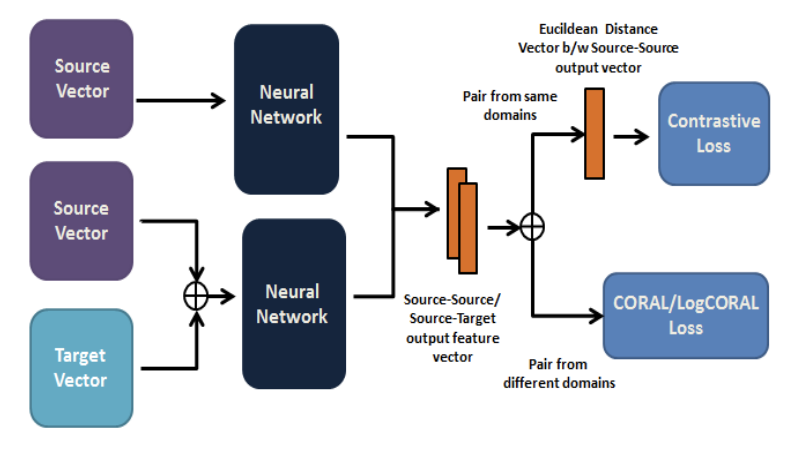 Source
Vector
Neural
Network
Source
Vector
Target
Vector
Neural
Network
Source-Source/
Source-Target
output feature
vector
Pair from same
domains
Eucildean Distance
Vector b/w Source-Source
output vector
Contrastive
Loss
CORAL/LogCORAL
Loss
Pair from
different domains